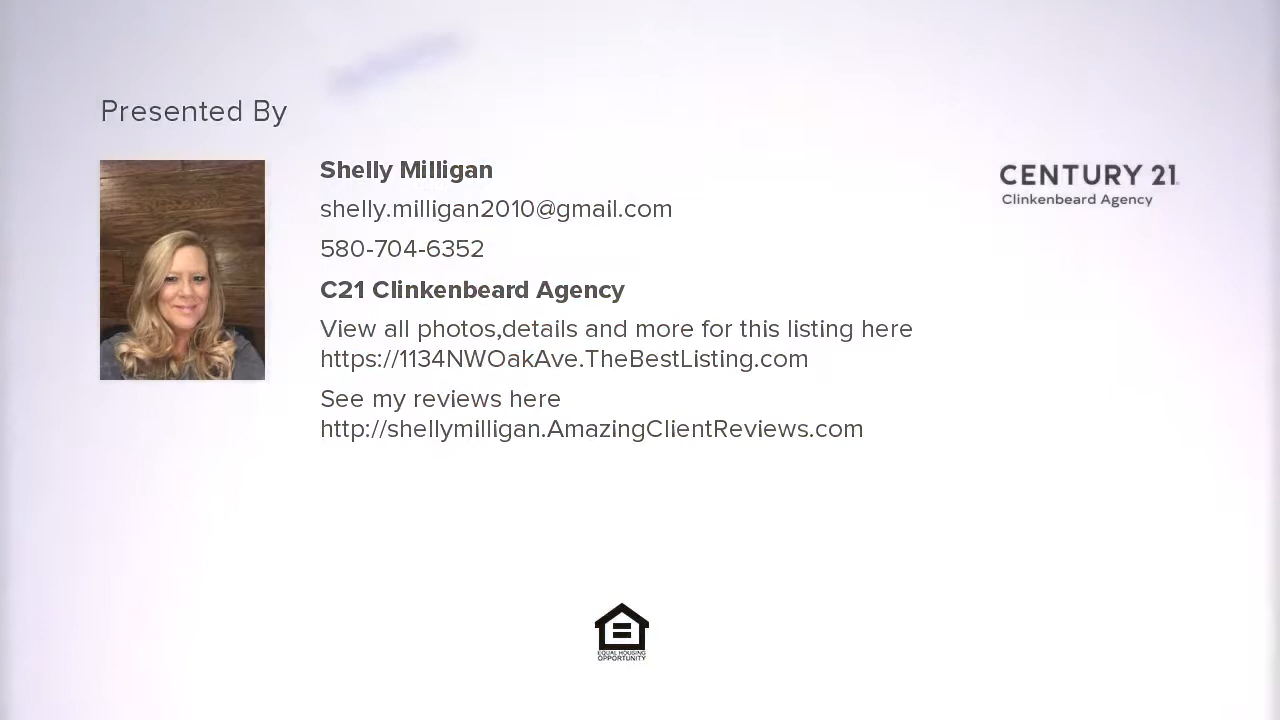 Presented By
Shelly Milligan
shelly.milligan2010@gmail.com
580-704-6352
C21 Clinkenbeard Agency
View all photos,details and more for this listing here
https://1134NWOakAve.TheBestListing.com
See my reviews here
http://shellymilligan.AmazingClientReviews.com
CENTURY 21
Clinkenbeard Agency
EQUAL HOUSING
OPPORTUNITY